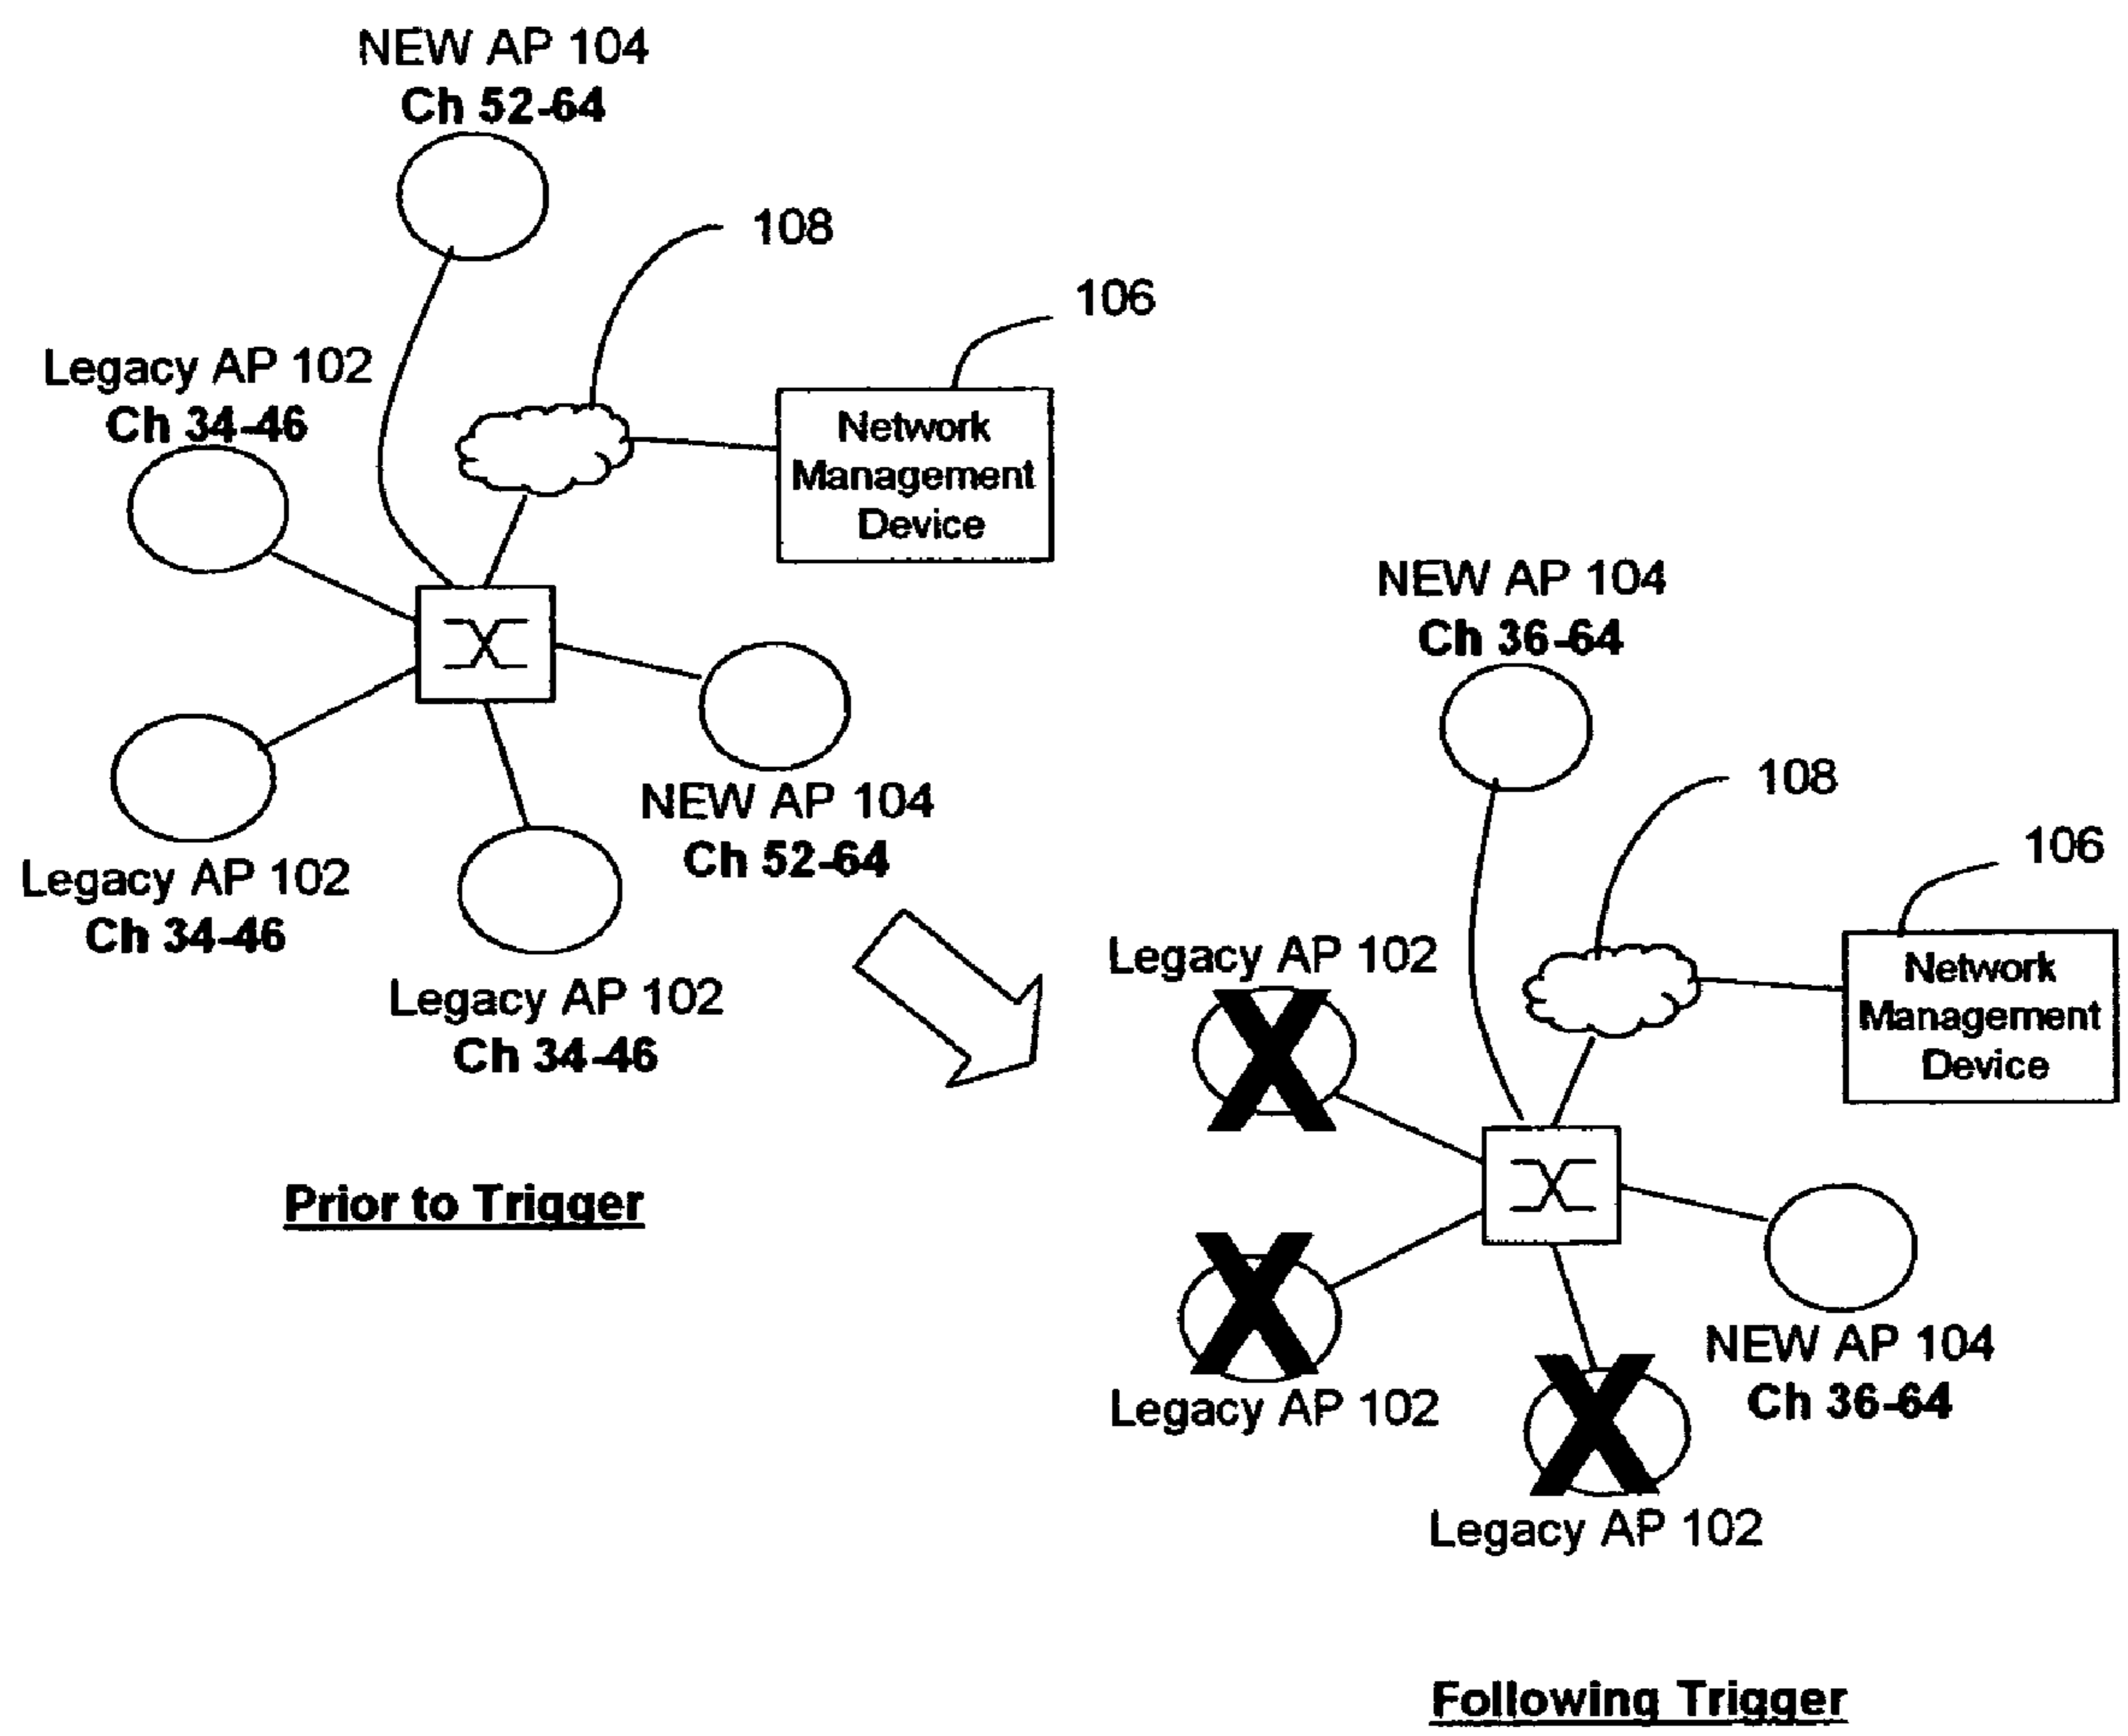 NEW AP 104
Ch 52-64
108
106
Legacy AP 102
Ch 34-46
Network
Management
Device
NEW AP 104
Ch 52-64
Legacy AP 102
Ch 34-46
Legacy AP 102
Ch 34-46
Prior to Trigger
NEW AP 104
Ch 36-64
108
106
Legacy AP 102
Network
Management
Device
NEW AP 104
Ch 36-64
Legacy AP 102
Legacy AP 102
Following Trigger